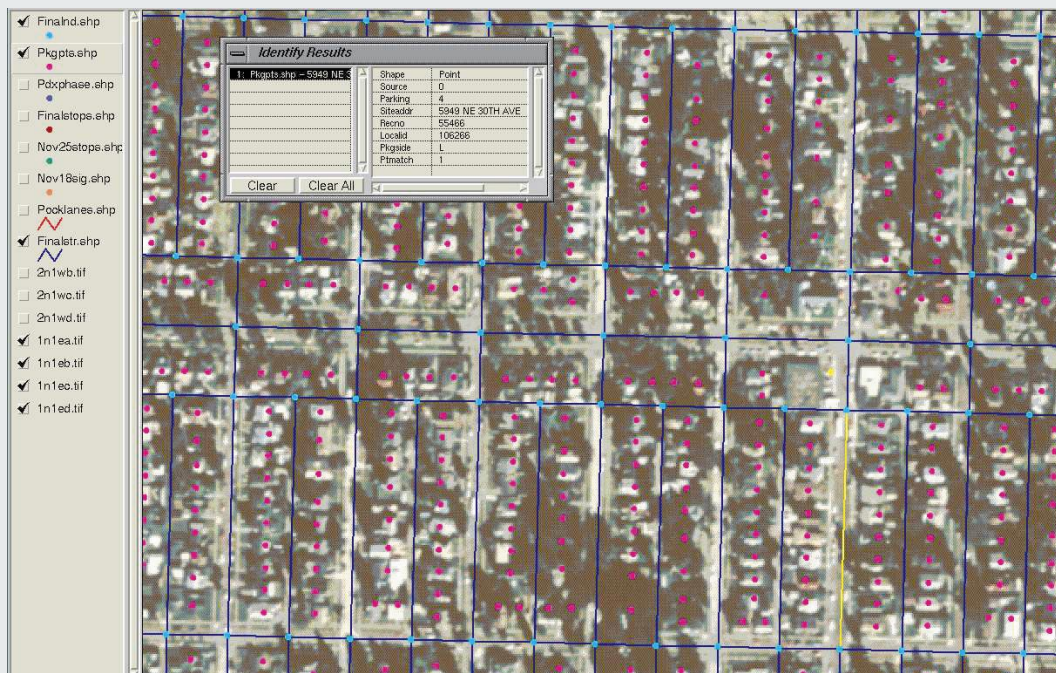 Finalnd.shp
Pkgpts.shp
Pdxphase.shp
Finalstops.shp
Nov25stops.shp
Nov18sig.shp
Pocklanes.shp
Finalstr.shp
2n1wb.tif
2n1wc.tif
2n1wd.tif
1n1ea.tif
1n1eb.tif
1n1ec.tif
1n1ed.tif
Identify Results
1: Pkgpts.shp - 5949 NE 3
Shape Point
Source 0
Parking 4
Siteaddr 5949 NE 30TH AVE
Recno 55466
Localid 106266
Pkgside L
Ptmatch 1
Clear Clear All